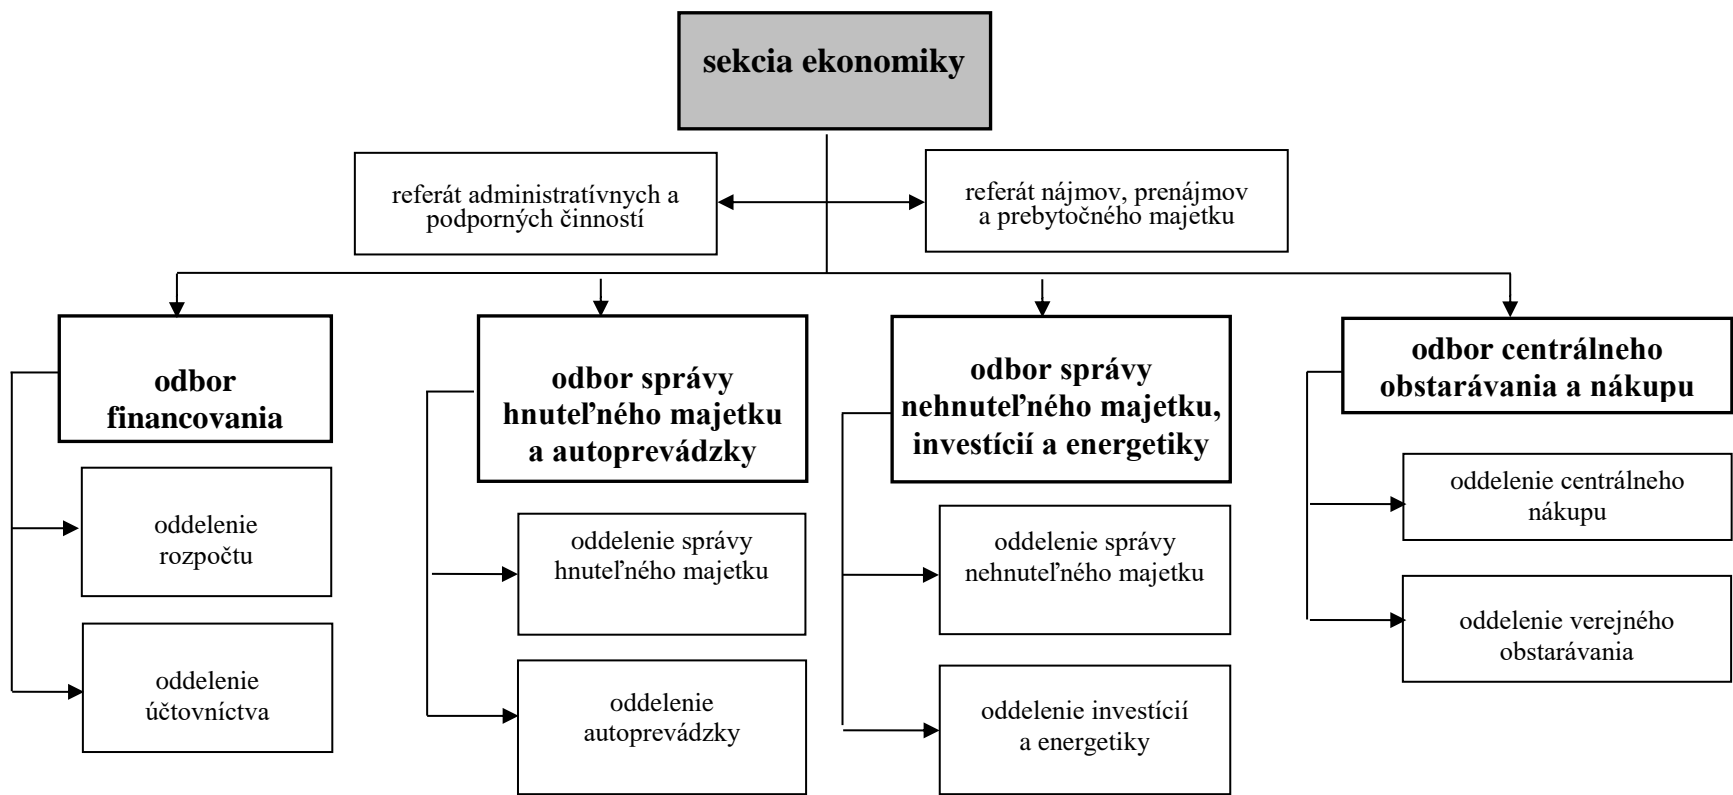 sekcia ekonomiky
referát administratívnych a
podporných činností
referát nájmov, prenájmov
a prebytočného majetku
odbor
financovania
odbor správy
hnuteľného majetku
a autoprevádzky
odbor správy
nehnuteľného majetku,
investícií a energetiky
odbor centrálneho
obstarávania a nákupu
oddelenie
rozpočtu
oddelenie správy
hnuteľného majetku
oddelenie správy
nehnuteľného majetku
oddelenie centrálneho
nákupu
oddelenie
účtovníctva
oddelenie
autoprevádzky
oddelenie investícií
a energetiky
oddelenie verejného
obstarávania